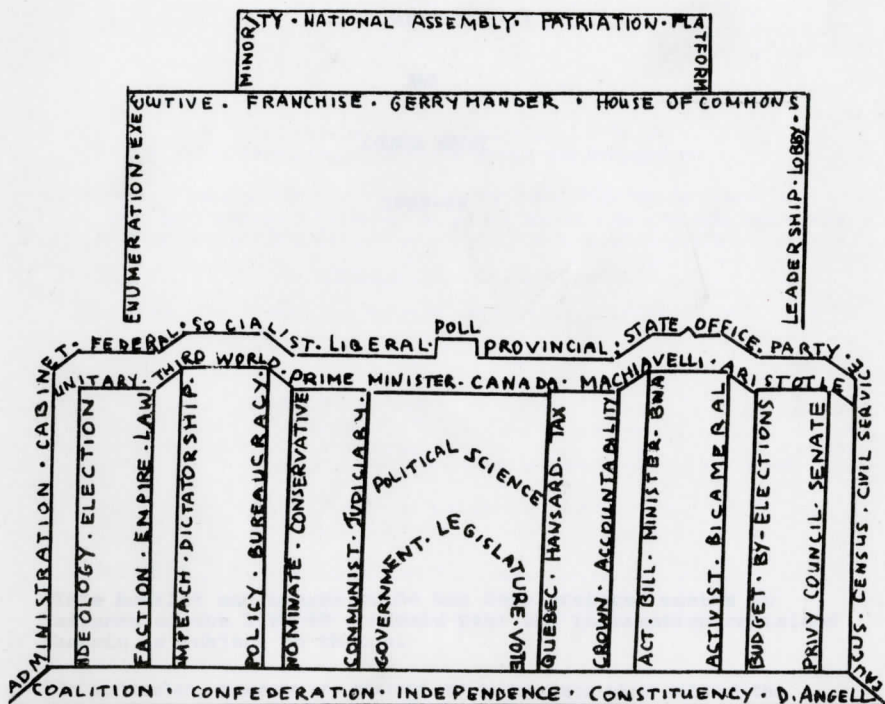 MINORITY · NATIONAL ASSEMBLY · PATRIATION · PLATFORM
ENUMERATION · EXECUTIVE · FRANCHISE · GERRYMANDER · HOUSE OF COMMONS
LEADERSHIP · LOBBY ·
ADMINISTRATION · CABINET · FEDERAL · SOCIALIST · LIBERAL · POLL PROVINCIAL · STATE OFFICE · PARTY ·
CAUCUS · CENSUS · CIVIL SERVICE
UNITARY · THIRD WORLD · PRIME MINISTER · CANADA · MACHIAVELLI · ARISTOTLE
IDEOLOGY · ELECTION
FACTION · EMPIRE · LAW
IMPEACH · DICTATORSHIP ·
POLICY · BUREAUCRACY ·
NOMINATE · CONSERVATIVE
COMMUNIST · JUDICIARY ·
POLITICAL SCIENCE
GOVERNMENT · LEGISLATURE · VOTE
QUEBEC · HANSARD · TAX
CROWN ACCOUNTABILITY
ACT BILL · MINISTER · BNA
ACTIVIST · BICAMERAL
BUDGET · BY-ELECTIONS
PRIVY COUNCIL · SENATE
COALITION · CONFEDERATION · INDEPENDENCE · CONSTITUENCY · D. ANGELL